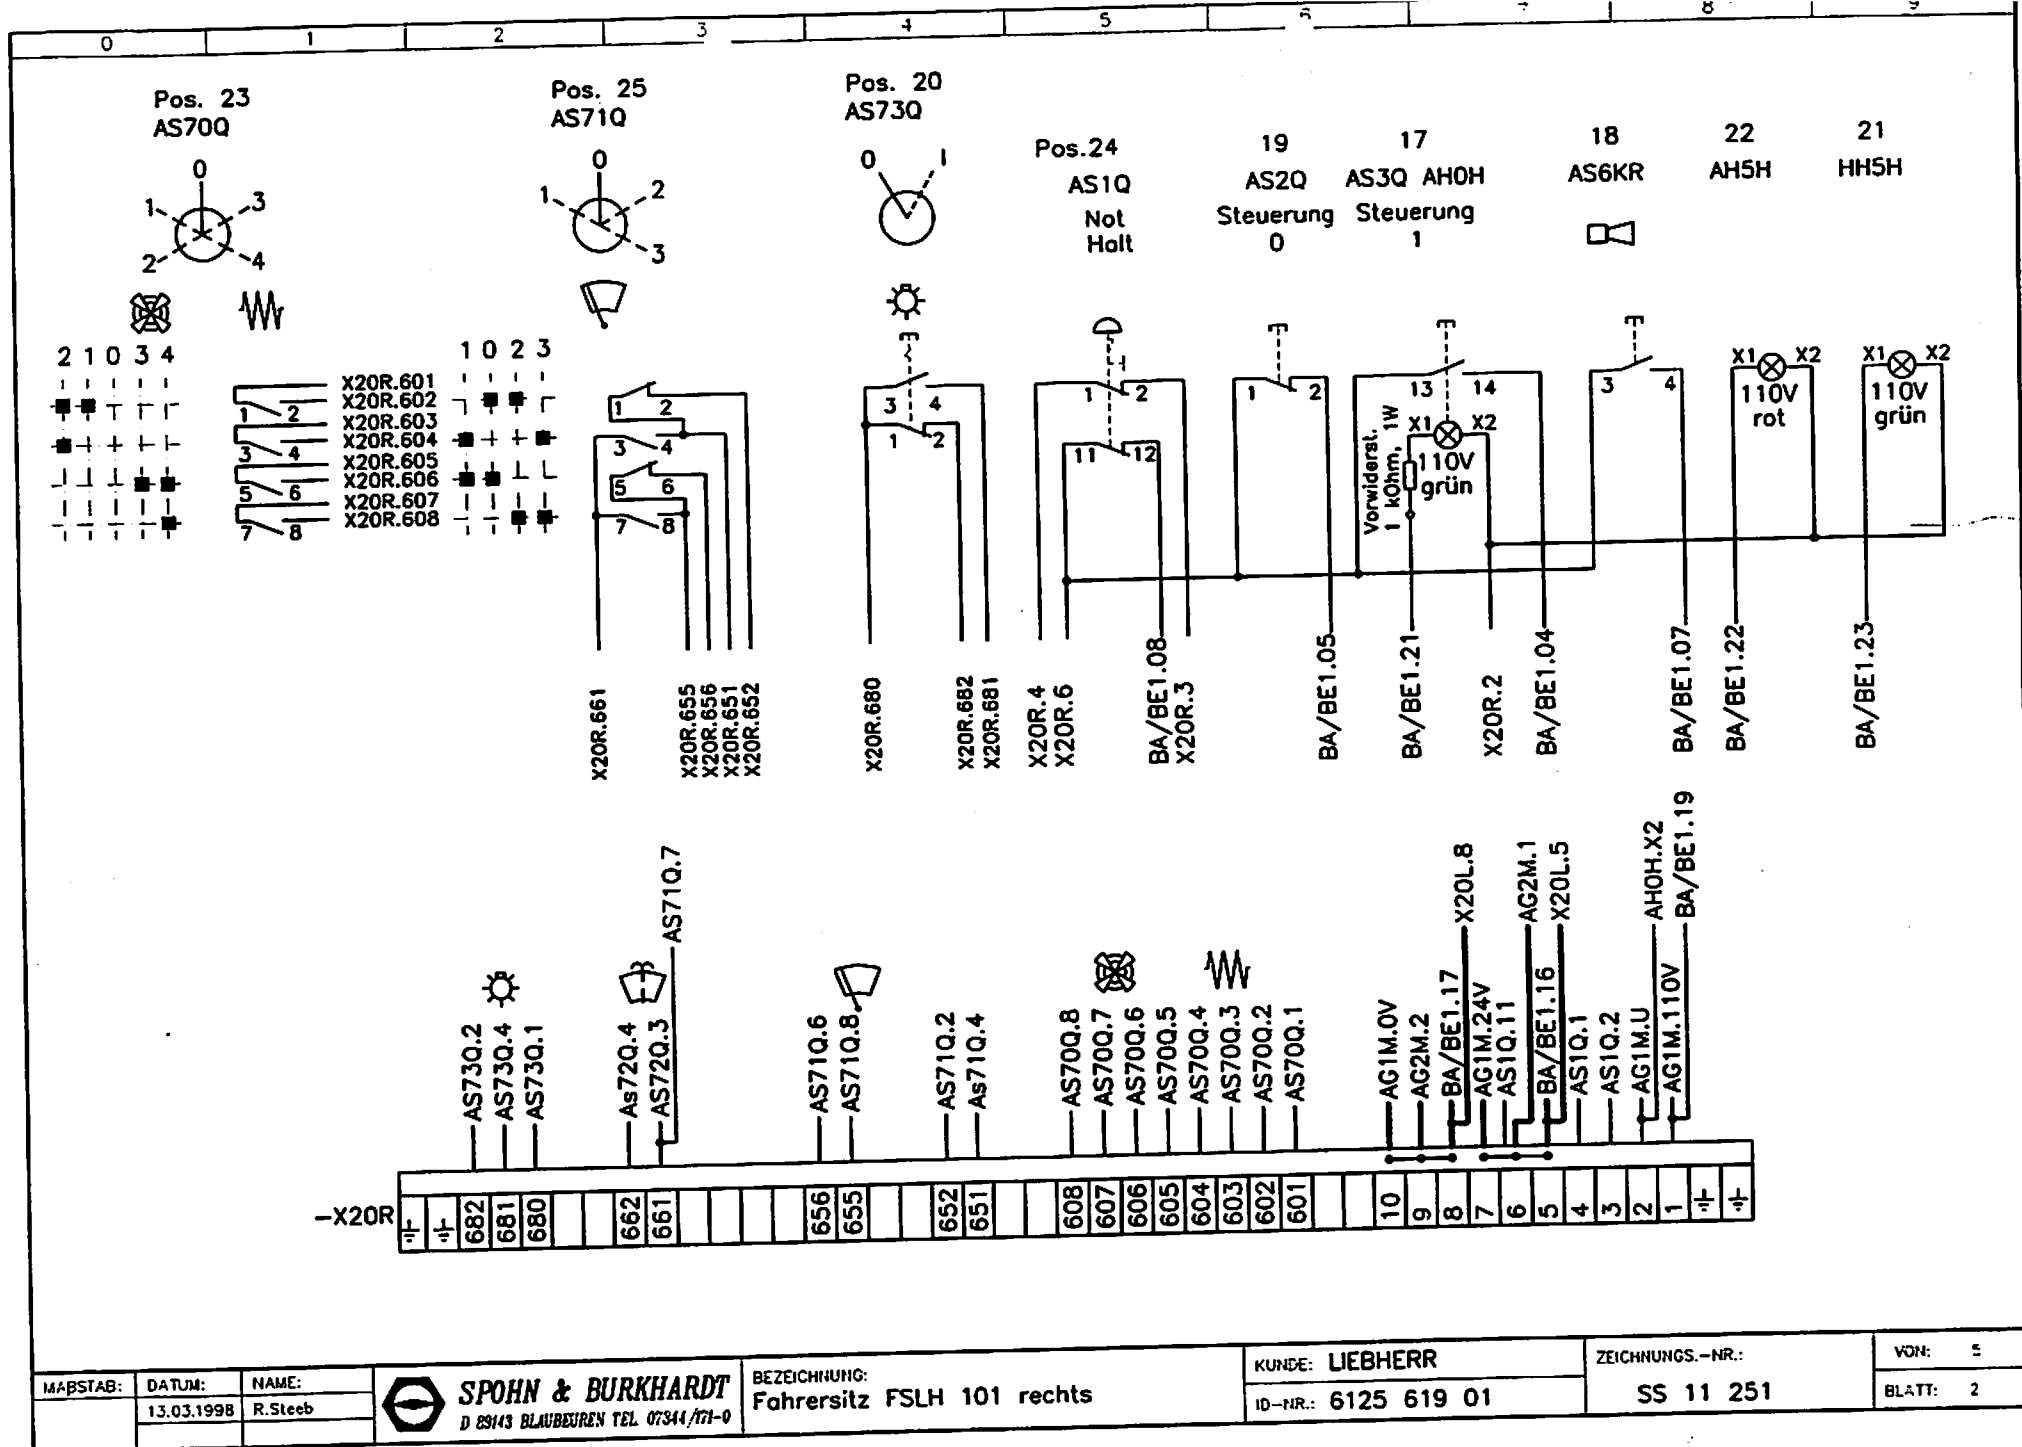 0 1 2 3 4 5 6 7 8 9
Pos. 23
AS70Q
0
1 3
2 4
Pos. 25
AS71Q
0
1 2
3
Pos. 20
AS73Q
0 1
Pos.24
AS1Q
Not
Halt
19
AS2Q
Steuerung
0
17
AS3Q AH0H
Steuerung
1
18
AS6KR
22
AH5H
21
HH5H
2 1 0 3 4
X20R.601
X20R.602
1 2
X20R.603
X20R.604
3 4
X20R.605
X20R.606
5 6
X20R.607
X20R.608
7 8
1 0 2 3
1 2
3 4
5 6
7 8
3 4
1 2
1 2
11 12
1 2
13 14
X1 X2
110V
grün
Vorwiderst.
1 kOhm, 1W
3 4
X1 X2
110V
rot
X1 X2
110V
grün
X20R.661
X20R.655
X20R.656
X20R.651
X20R.652
X20R.680
X20R.682
X20R.681
X20R.4
X20R.6
BA/BE1.08
X20R.3
BA/BE1.05
BA/BE1.21
X20R.2
BA/BE1.04
BA/BE1.07
BA/BE1.22
BA/BE1.23
AS73Q.2
AS73Q.4
AS73Q.1
As72Q.4
AS72Q.3
AS71Q.7
AS71Q.6
AS71Q.8
AS71Q.2
As71Q.4
AS70Q.8
AS70Q.7
AS70Q.6
AS70Q.5
AS70Q.4
AS70Q.3
AS70Q.2
AS70Q.1
AG1M.0V
AG2M.2
BA/BE1.17
X20L.8
AG1M.24V
AS1Q.11
AG2M.1
BA/BE1.16
X20L.5
AS1Q.1
AS1Q.2
AG1M.U
AH0H.X2
AG1M.110V
BA/BE1.19
-X20R
682 681 680 662 661 656 655 652 651 608 607 606 605 604 603 602 601 10 9 8 7 6 5 4 3 2 1
MAßSTAB:
DATUM:
13.03.1998
NAME:
R.Steeb
SPOHN & BURKHARDT
D 89143 BLAUBEUREN TEL. 07344/171-0
BEZEICHNUNG:
Fahrersitz FSLH 101 rechts
KUNDE: LIEBHERR
ID-NR.: 6125 619 01
ZEICHNUNGS.-NR.:
SS 11 251
VON: 5
BLATT: 2